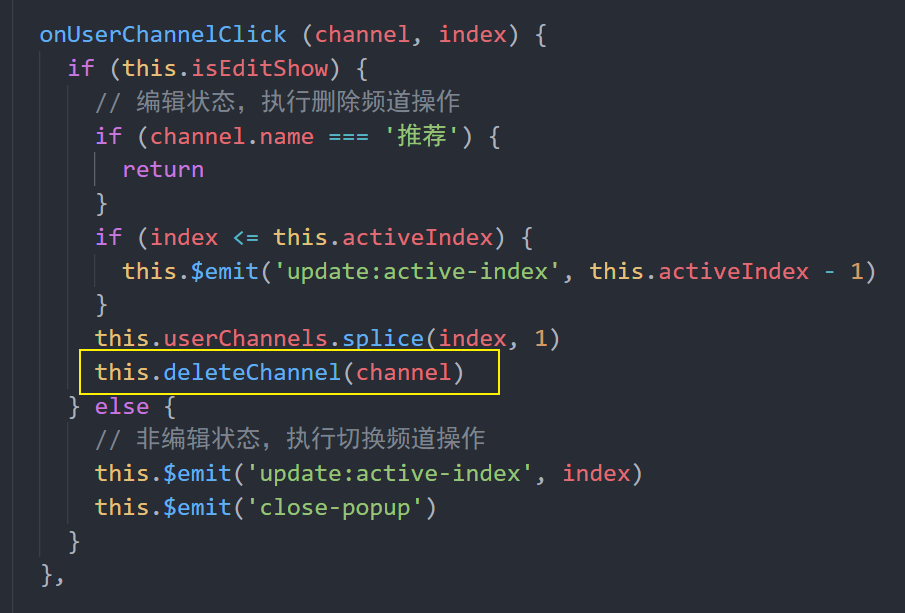 onUserChannelClick (channel, index) {
if (this.isEditShow) {
// 编辑状态，执行删除频道操作
if (channel.name === '推荐') {
return
}
if (index <= this.activeIndex) {
this.$emit('update:active-index', this.activeIndex - 1)
}
this.userChannels.splice(index, 1)
this.deleteChannel(channel)
} else {
// 非编辑状态，执行切换频道操作
this.$emit('update:active-index', index)
this.$emit('close-popup')
}
},